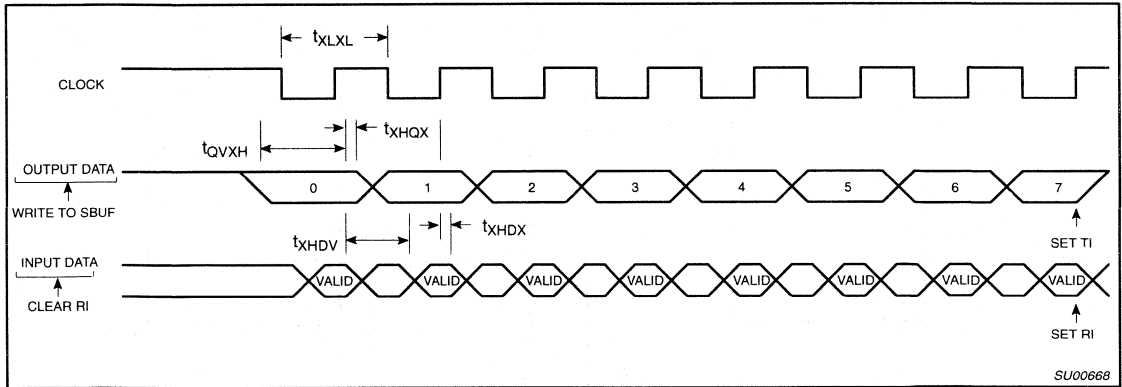 tXLXL
CLOCK
tXHQX
tQVXH
OUTPUT DATA
0 1 2 3 4 5 6 7
WRITE TO SBUF
SET TI
tXHDV
tXHDX
INPUT DATA
VALID VALID VALID VALID VALID VALID VALID VALID
CLEAR RI
SET RI
SU00668